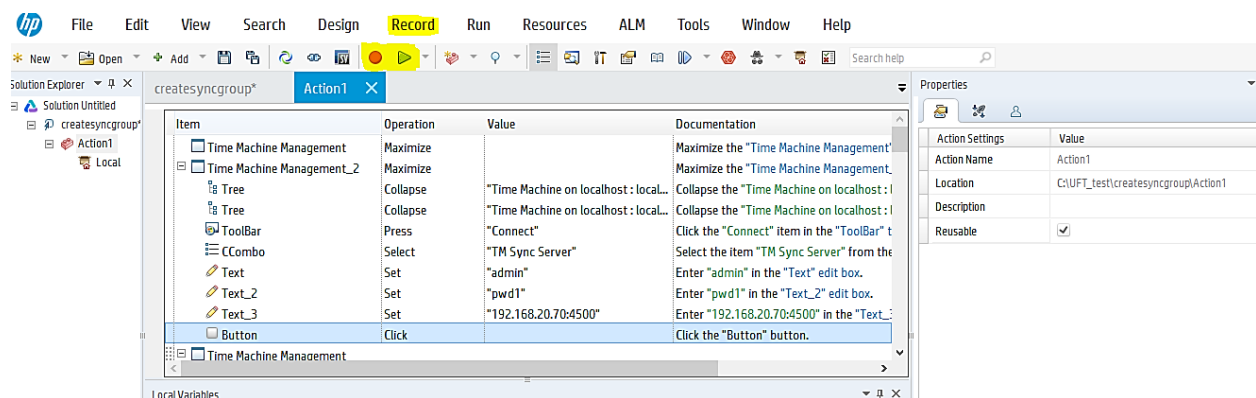 hp File Edit View Search Design Record Run Resources ALM Tools Window Help
New Open Add SV Search help
Solution Explorer
Solution Untitled
createsyncgroup*
Action1
Local
createsyncgroup* Action1
Item Operation Value Documentation
Time Machine Management Maximize Maximize the "Time Machine Management"
Time Machine Management_2 Maximize Maximize the "Time Machine Management_
Tree Collapse "Time Machine on localhost : local... Collapse the "Time Machine on localhost : l
Tree Collapse "Time Machine on localhost : local... Collapse the "Time Machine on localhost : l
ToolBar Press "Connect" Click the "Connect" item in the "ToolBar" t
CCombo Select "TM Sync Server" Select the item "TM Sync Server" from the
Text Set "admin" Enter "admin" in the "Text" edit box.
Text_2 Set "pwd1" Enter "pwd1" in the "Text_2" edit box.
Text_3 Set "192.168.20.70:4500" Enter "192.168.20.70:4500" in the "Text_3
Button Click Click the "Button" button.
Time Machine Management
Local Variables
Properties
Action Settings Value
Action Name Action1
Location C:\UFT_test\createsyncgroup\Action1
Description
Reusable